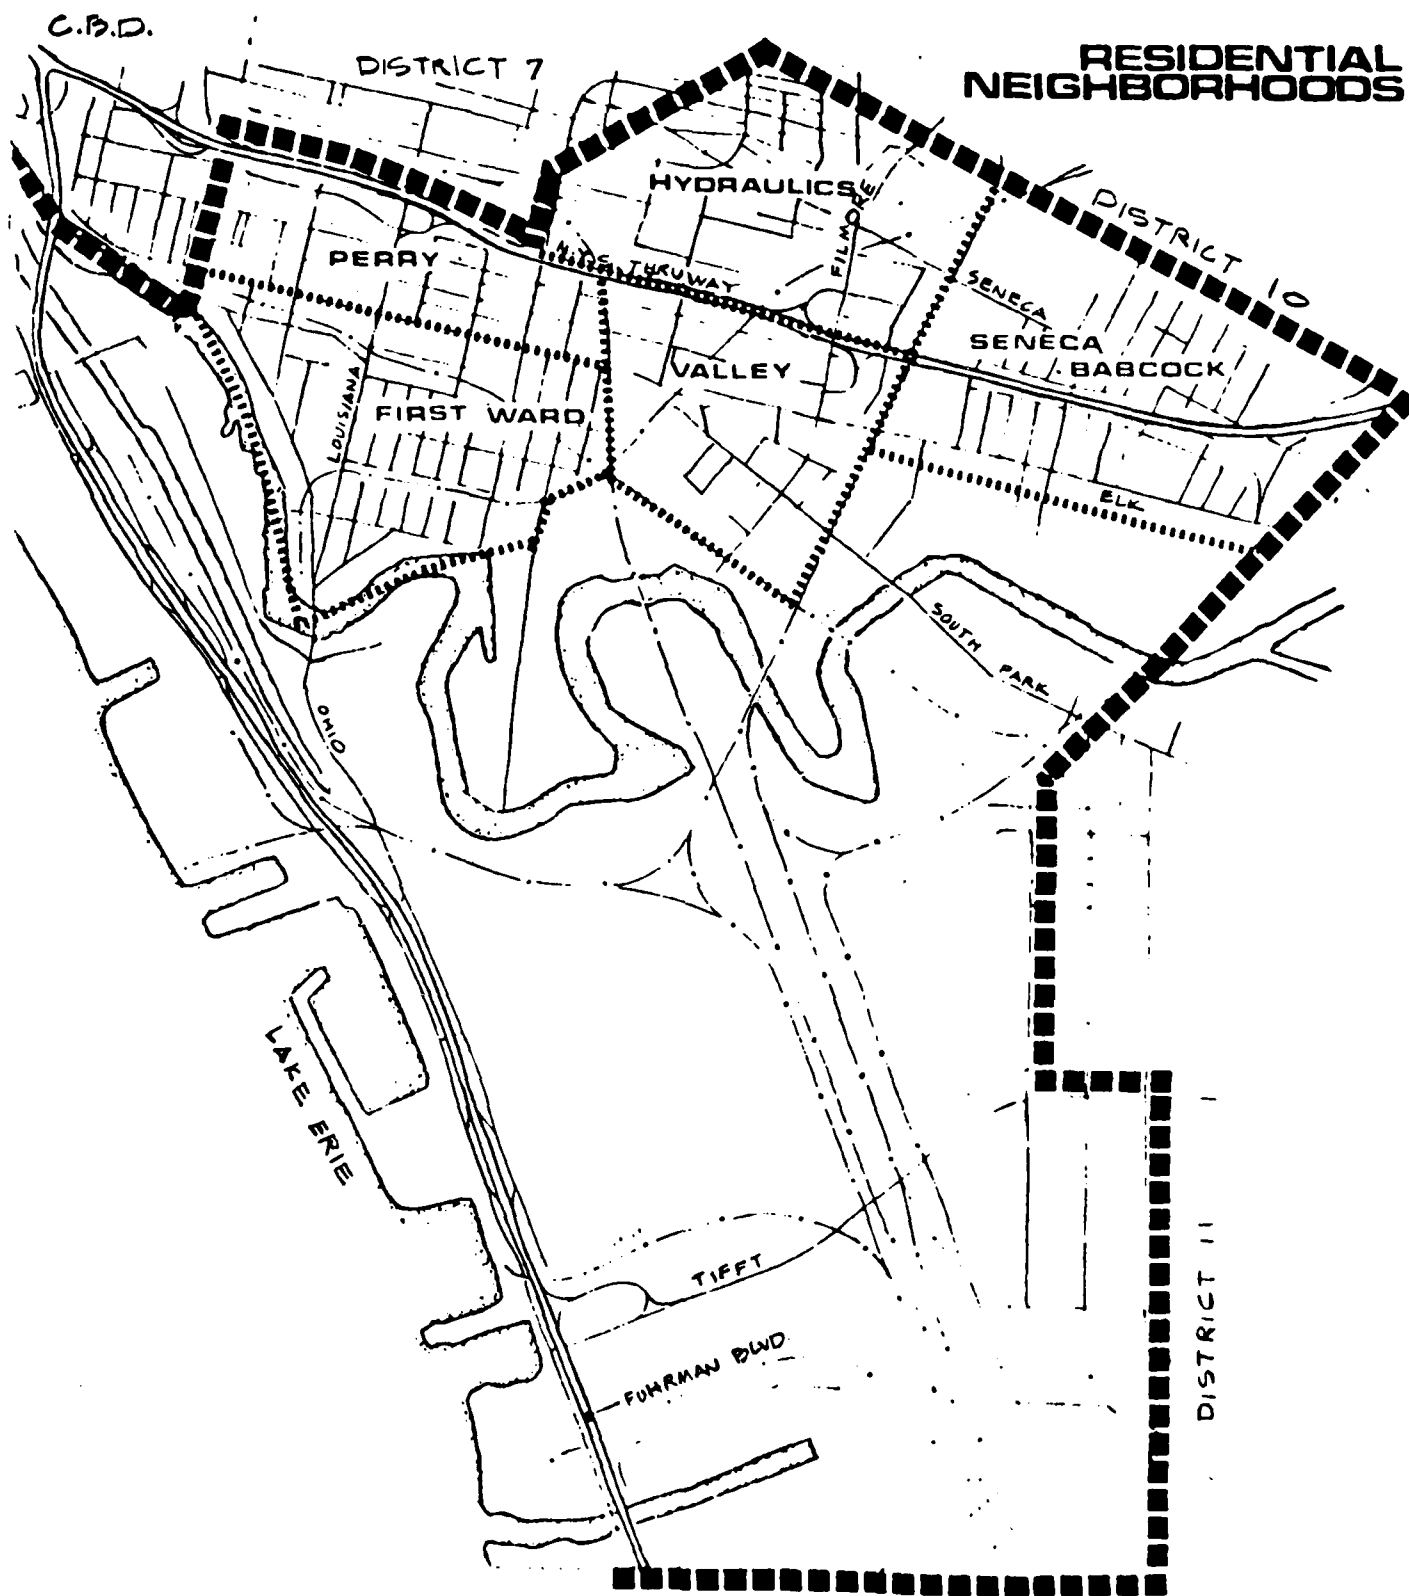 C.B.D.
DISTRICT 7
RESIDENTIAL
NEIGHBORHOODS
HYDRAULICS
FILMORE
DISTRICT 10
PERRY
N.Y.S. THRUWAY
SENECA
SENECA
BABCOCK
VALLEY
LOUISIANA
FIRST WARD
ELK
SOUTH PARK
OHIO
LAKE ERIE
TIFFT
FUHRMAN BLVD
DISTRICT 11